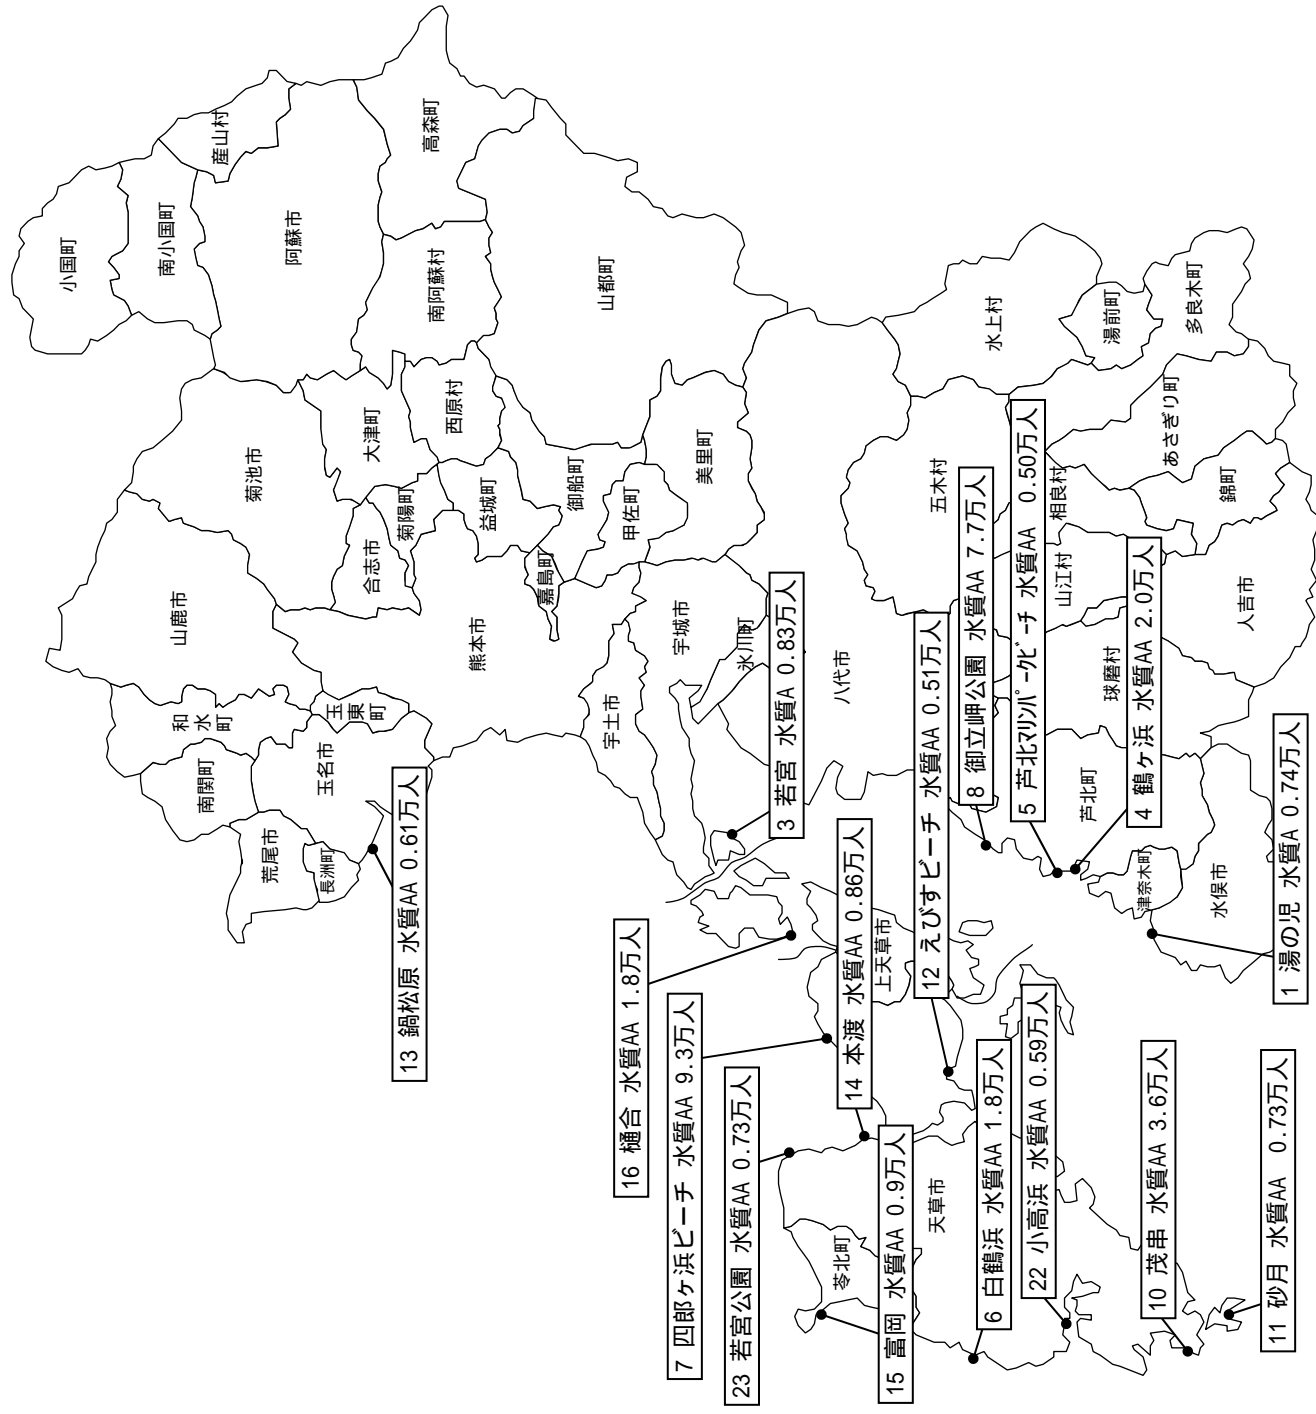 小国町
南小国町
産山村
阿蘇市
高森町
南阿蘇村
山都町
菊池市
大津町
西原村
山鹿市
合志市
菊陽町
益城町
御船町
甲佐町
美里町
嘉島町
熊本市
和水町
玉東町
南関町
玉名市
荒尾市
長洲町
宇土市
宇城市
氷川町
八代市
水上村
湯前町
多良木町
あさぎり町
五木村
相良村
錦町
山江村
人吉市
球磨村
芦北町
津奈木町
水俣市
上天草市
天草市
苓北町
13 鍋松原 水質AA 0.61万人
3 若宮 水質A 0.83万人
16 樋合 水質AA 1.8万人
7 四郎ヶ浜ビーチ 水質AA 9.3万人
23 若宮公園 水質AA 0.73万人
14 本渡 水質AA 0.86万人
15 富岡 水質AA 0.9万人
12 えびすビーチ 水質AA 0.51万人
8 御立岬公園 水質AA 7.7万人
5 芦北ﾏﾘﾝﾊﾟｰｸﾋﾞｰﾁ 水質AA 0.50万人
4 鶴ヶ浜 水質AA 2.0万人
6 白鶴浜 水質AA 1.8万人
22 小高浜 水質AA 0.59万人
10 茂串 水質AA 3.6万人
11 砂月 水質AA 0.73万人
1 湯の児 水質A 0.74万人